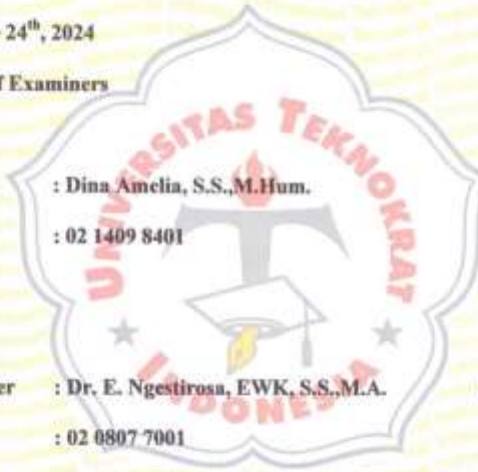 24th, 2024
f Examiners
UNIVERSITAS TEKNOKRAT
: Dina Amelia, S.S.,M.Hum.
: 02 1409 8401
er : Dr. E. Ngestirosa, EWK, S.S.,M.A.
INDONESIA
: 02 0807 7001